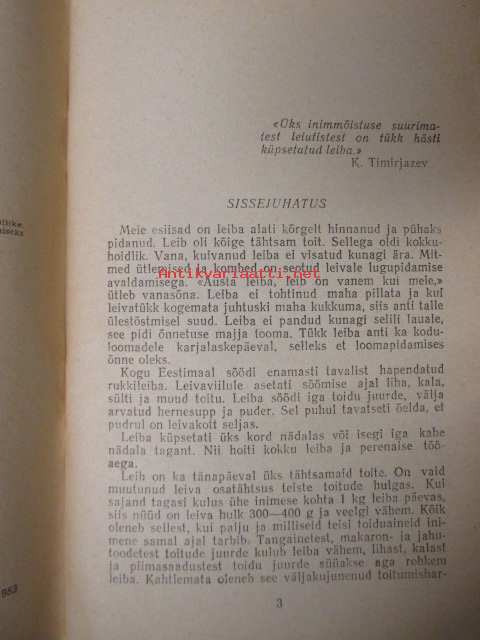 «Üks inimmõistuse suurima-
test leiutistest on tükk hästi
küpsetatud leiba.»
K. Timirjazev
SISSEJUHATUS
Meie esiisad on leiba alati kõrgelt hinnanud ja pühaks
pidanud. Leib oli kõige tähtsam toit. Sellega oldi kokku-
hoidlik. Vana, kuivanud leiba ei visatud kunagi ära. Mit-
med ütlemised ja kombed on seotud leivale lugupidamise
Antikvariaatti.net
avaldamisega. «Austa leiba, leib on vanem kui meie,»
ütleb vanasõna. Leiba ei tohtinud maha pillata ja kui
leivatükk kogemata juhtuski maha kukkuma, siis anti talle
ülestõstmisel suud. Leiba ei pandud kunagi selili lauale,
see pidi õnnetuse majja tooma. Tükk leiba anti ka kodu-
loomadele karjalaskepäeval, selleks et loomapidamises
õnne oleks.
Kogu Eestimaal söödi enamasti tavalist hapendatud
rukkileiba. Leivaviilule asetati söömise ajal liha, kala,
sülti ja muud toitu. Leiba söödi iga toidu juurde, välja
arvatud hernesupp ja puder. Sel puhul tavatseti öelda, et
pudrul on leivakott seljas.
Leiba küpsetati üks kord nädalas või isegi iga kahe
nädala tagant. Nii hoiti kokku leiba ja perenaise töö-
aega.
Leib on ka tänapäeval üks tähtsamaid toite. On vaid
muutunud leiva osatähtsus teiste toitude hulgas. Kui
sajand tagasi kulus ühe inimese kohta 1 kg leiba päevas,
siis nüüd on leiva hulk 300—400 g ja veelgi vähem. Kõik
oleneb sellest, kui palju ja milliseid teisi toiduaineid ini-
mene samal ajal tarbib. Tangainetest, makaron- ja jahu-
toodetest toitude juurde kulub leiba vähem, lihast, kalast
ja piimasaadustest toidu juurde süüakse aga rohkem
leiba. Kahtlemata oleneb see väljakujunenud toitumishar-
3